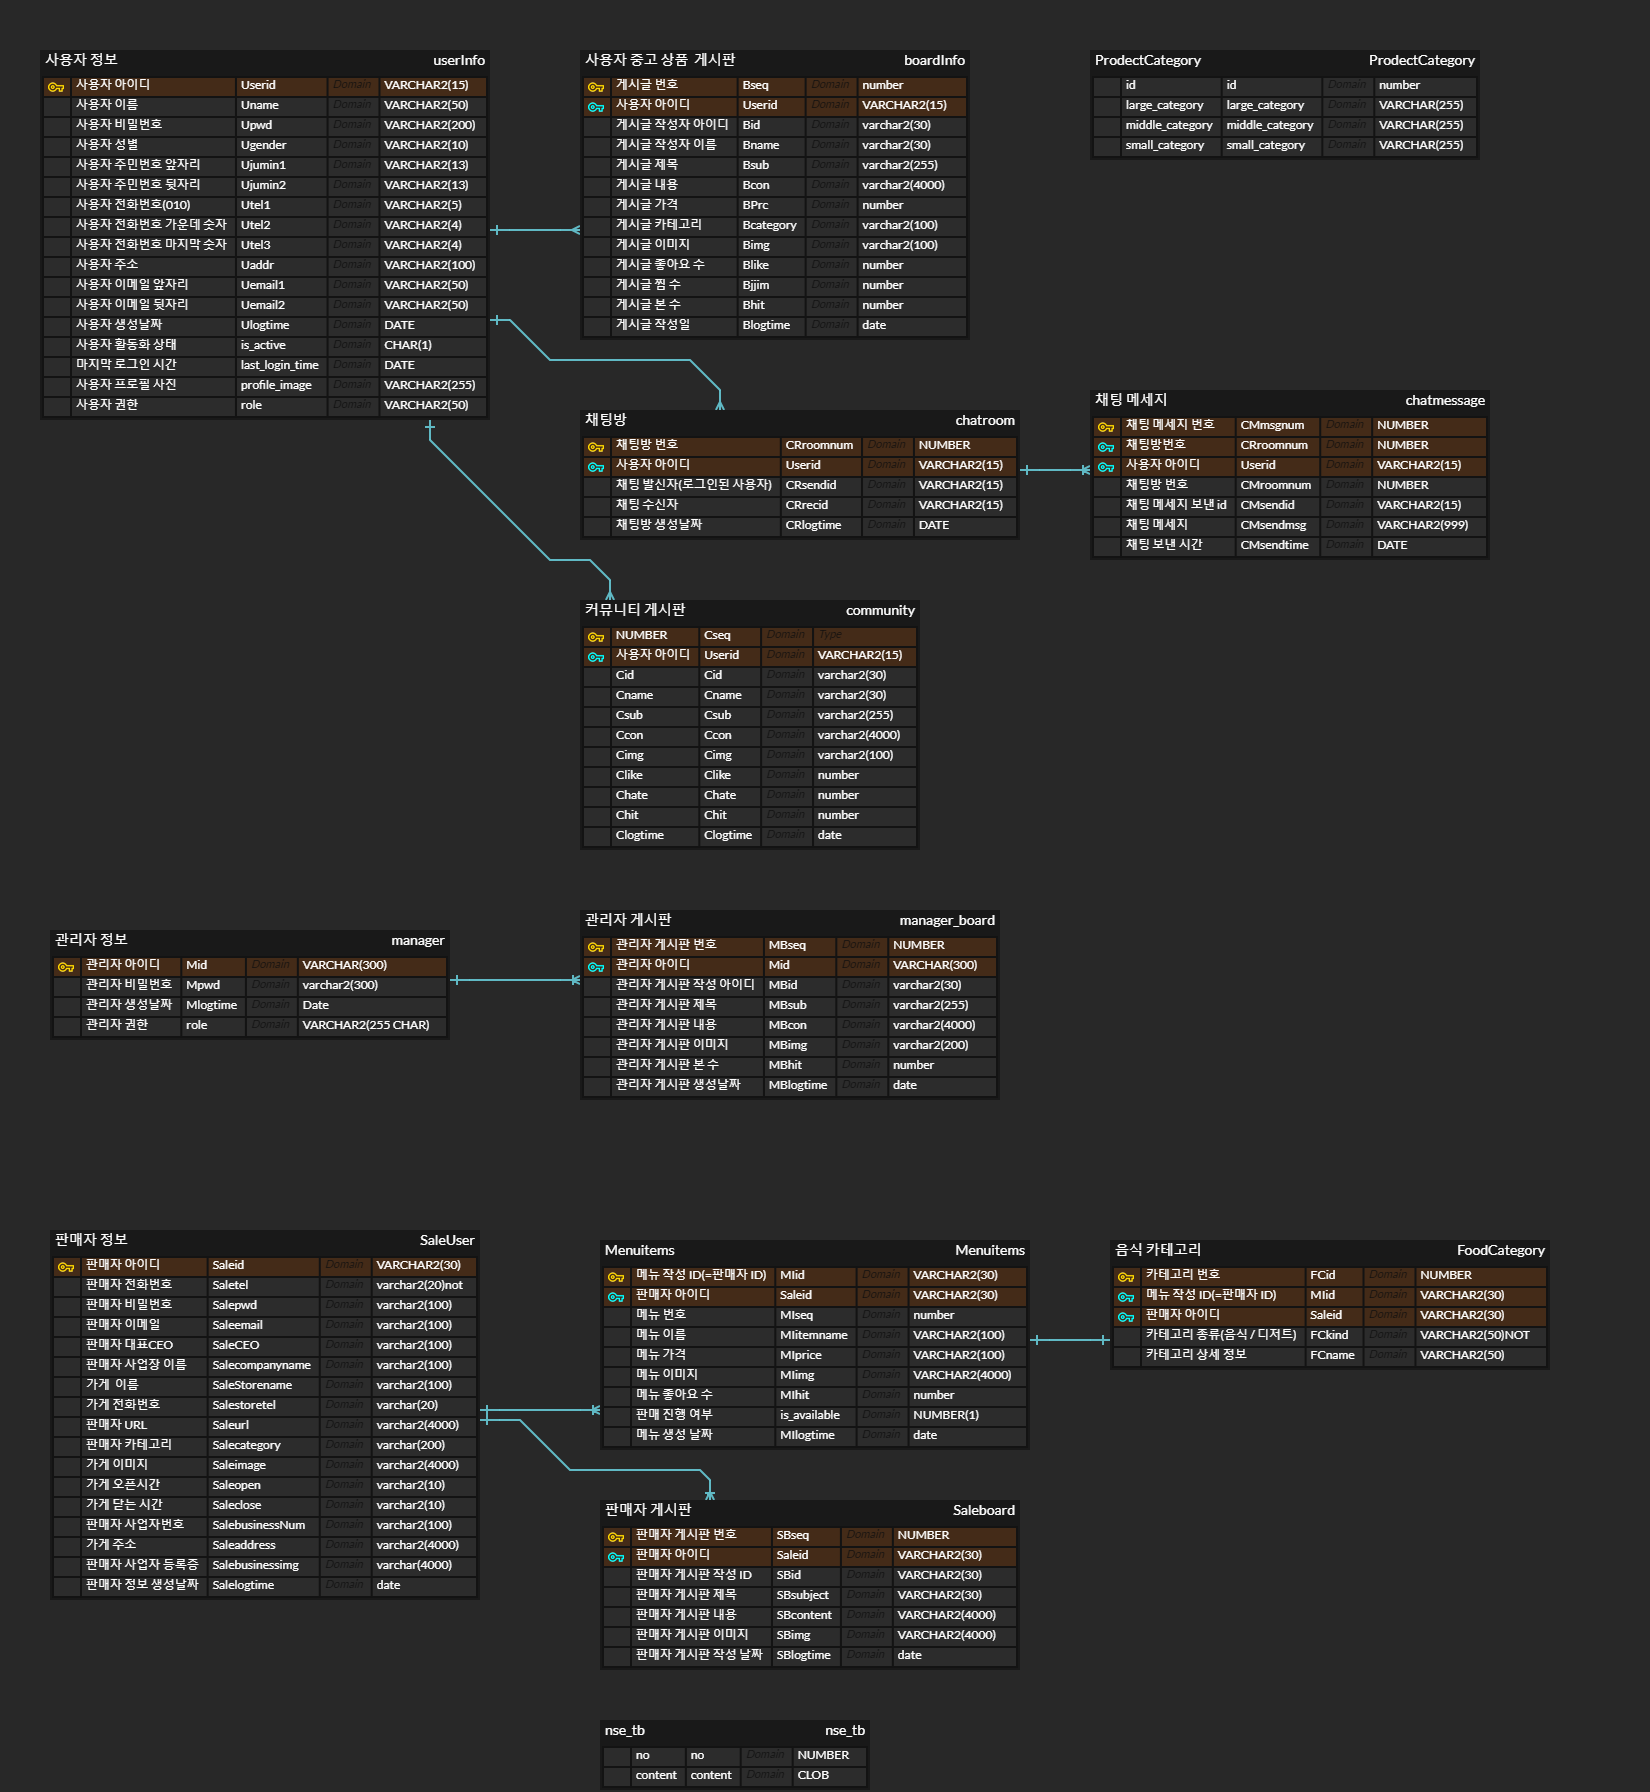 사용자 정보 userInfo
사용자 아이디 Userid Domain VARCHAR2(15)
사용자 이름 Uname Domain VARCHAR2(50)
사용자 비밀번호 Upwd Domain VARCHAR2(200)
사용자 성별 Ugender Domain VARCHAR2(10)
사용자 주민번호 앞자리 Ujumin1 Domain VARCHAR2(13)
사용자 주민번호 뒷자리 Ujumin2 Domain VARCHAR2(13)
사용자 전화번호(010) Utel1 Domain VARCHAR2(5)
사용자 전화번호 가운데 숫자 Utel2 Domain VARCHAR2(4)
사용자 전화번호 마지막 숫자 Utel3 Domain VARCHAR2(4)
사용자 주소 Uaddr Domain VARCHAR2(100)
사용자 이메일 앞자리 Uemail1 Domain VARCHAR2(50)
사용자 이메일 뒷자리 Uemail2 Domain VARCHAR2(50)
사용자 생성날짜 Ulogtime Domain DATE
사용자 활동화 상태 is_active Domain CHAR(1)
마지막 로그인 시간 last_login_time Domain DATE
사용자 프로필 사진 profile_image Domain VARCHAR2(255)
사용자 권한 role Domain VARCHAR2(50)
사용자 중고 상품 게시판 boardInfo
게시글 번호 Bseq Domain number
사용자 아이디 Userid Domain VARCHAR2(15)
게시글 작성자 아이디 Bid Domain varchar2(30)
게시글 작성자 이름 Bname Domain varchar2(30)
게시글 제목 Bsub Domain varchar2(255)
게시글 내용 Bcon Domain varchar2(4000)
게시글 가격 BPrc Domain number
게시글 카테고리 Bcategory Domain varchar2(100)
게시글 이미지 Bimg Domain varchar2(100)
게시글 좋아요 수 Blike Domain number
게시글 찜 수 Bjjim Domain number
게시글 본 수 Bhit Domain number
게시글 작성일 Blogtime Domain date
ProdectCategory ProdectCategory
id id Domain number
large_category large_category Domain VARCHAR(255)
middle_category middle_category Domain VARCHAR(255)
small_category small_category Domain VARCHAR(255)
채팅방 chatroom
채팅방 번호 CRroomnum Domain NUMBER
사용자 아이디 Userid Domain VARCHAR2(15)
채팅 발신자(로그인된 사용자) CRsendid Domain VARCHAR2(15)
채팅 수신자 CRrecid Domain VARCHAR2(15)
채팅방 생성날짜 CRlogtime Domain DATE
채팅 메세지 chatmessage
채팅 메세지 번호 CMmsgnum Domain NUMBER
채팅방번호 CRroomnum Domain NUMBER
사용자 아이디 Userid Domain VARCHAR2(15)
채팅방 번호 CMroomnum Domain NUMBER
채팅 메세지 보낸 id CMsendid Domain VARCHAR2(15)
채팅 메세지 CMsendmsg Domain VARCHAR2(999)
채팅 보낸 시간 CMsendtime Domain DATE
커뮤니티 게시판 community
NUMBER Cseq Domain Type
사용자 아이디 Userid Domain VARCHAR2(15)
Cid Cid Domain varchar2(30)
Cname Cname Domain varchar2(30)
Csub Csub Domain varchar2(255)
Ccon Ccon Domain varchar2(4000)
Cimg Cimg Domain varchar2(100)
Clike Clike Domain number
Chate Chate Domain number
Chit Chit Domain number
Clogtime Clogtime Domain date
관리자 정보 manager
관리자 아이디 Mid Domain VARCHAR(300)
관리자 비밀번호 Mpwd Domain varchar2(300)
관리자 생성날짜 Mlogtime Domain Date
관리자 권한 role Domain VARCHAR2(255 CHAR)
관리자 게시판 manager_board
관리자 게시판 번호 MBseq Domain NUMBER
관리자 아이디 Mid Domain VARCHAR(300)
관리자 게시판 작성 아이디 MBid Domain varchar2(30)
관리자 게시판 제목 MBsub Domain varchar2(255)
관리자 게시판 내용 MBcon Domain varchar2(4000)
관리자 게시판 이미지 MBimg Domain varchar2(200)
관리자 게시판 본 수 MBhit Domain number
관리자 게시판 생성날짜 MBlogtime Domain date
판매자 정보 SaleUser
판매자 아이디 Saleid Domain VARCHAR2(30)
판매자 전화번호 Saletel Domain varchar2(20)not
판매자 비밀번호 Salepwd Domain varchar2(100)
판매자 이메일 Saleemail Domain varchar2(100)
판매자 대표CEO SaleCEO Domain varchar2(100)
판매자 사업장 이름 Salecompanyname Domain varchar2(100)
가게 이름 SaleStorename Domain varchar2(100)
가게 전화번호 Salestoretel Domain varchar(20)
판매자 URL Saleurl Domain varchar2(4000)
판매자 카테고리 Salecategory Domain varchar(200)
가게 이미지 Saleimage Domain varchar2(4000)
가게 오픈시간 Saleopen Domain varchar2(10)
가게 닫는 시간 Saleclose Domain varchar2(10)
판매자 사업자번호 SalebusinessNum Domain varchar2(100)
가게 주소 Saleaddress Domain varchar2(4000)
판매자 사업자 등록증 Salebusinessimg Domain varchar(4000)
판매자 정보 생성날짜 Salelogtime Domain date
Menuitems Menuitems
메뉴 작성 ID(=판매자 ID) MIid Domain VARCHAR2(30)
판매자 아이디 Saleid Domain VARCHAR2(30)
메뉴 번호 MIseq Domain number
메뉴 이름 MIitemname Domain VARCHAR2(100)
메뉴 가격 MIprice Domain VARCHAR2(100)
메뉴 이미지 MIimg Domain VARCHAR2(4000)
메뉴 좋아요 수 MIhit Domain number
판매 진행 여부 is_available Domain NUMBER(1)
메뉴 생성 날짜 MIlogtime Domain date
음식 카테고리 FoodCategory
카테고리 번호 FCid Domain NUMBER
메뉴 작성 ID(=판매자 ID) MIid Domain VARCHAR2(30)
판매자 아이디 Saleid Domain VARCHAR2(30)
카테고리 종류(음식 / 디저트) FCkind Domain VARCHAR2(50)NOT
카테고리 상세 정보 FCname Domain VARCHAR2(50)
판매자 게시판 Saleboard
판매자 게시판 번호 SBseq Domain NUMBER
판매자 아이디 Saleid Domain VARCHAR2(30)
판매자 게시판 작성 ID SBid Domain VARCHAR2(30)
판매자 게시판 제목 SBsubject Domain VARCHAR2(30)
판매자 게시판 내용 SBcontent Domain VARCHAR2(4000)
판매자 게시판 이미지 SBimg Domain VARCHAR2(4000)
판매자 게시판 작성 날짜 SBlogtime Domain date
nse_tb nse_tb
no no Domain NUMBER
content content Domain CLOB